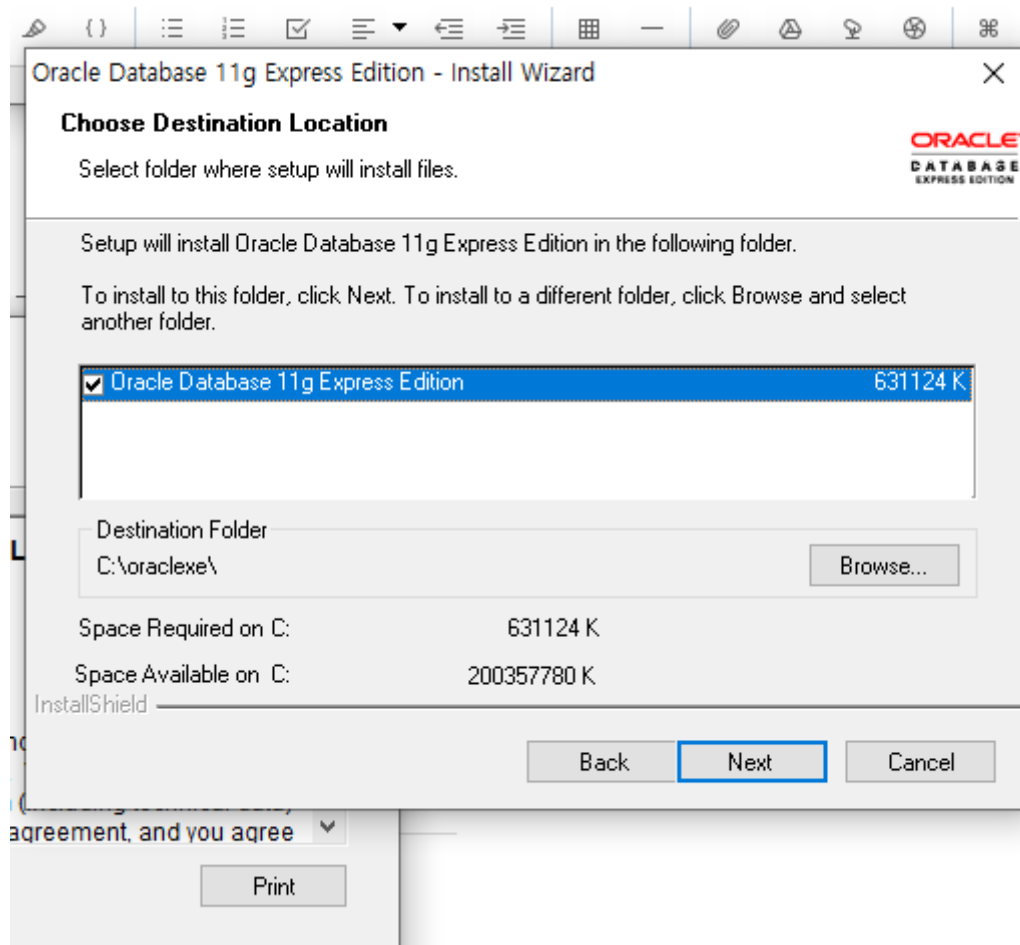 Oracle Database 11g Express Edition - Install Wizard
Choose Destination Location
Select folder where setup will install files.
ORACLE
DATABASE
EXPRESS EDITION
Setup will install Oracle Database 11g Express Edition in the following folder.
To install to this folder, click Next. To install to a different folder, click Browse and select
another folder.
Oracle Database 11g Express Edition 631124 K
Destination Folder
C:\oraclexe\
Browse...
Space Required on C: 631124 K
Space Available on C: 200357780 K
InstallShield
Back Next Cancel
agreement, and you agree
Print